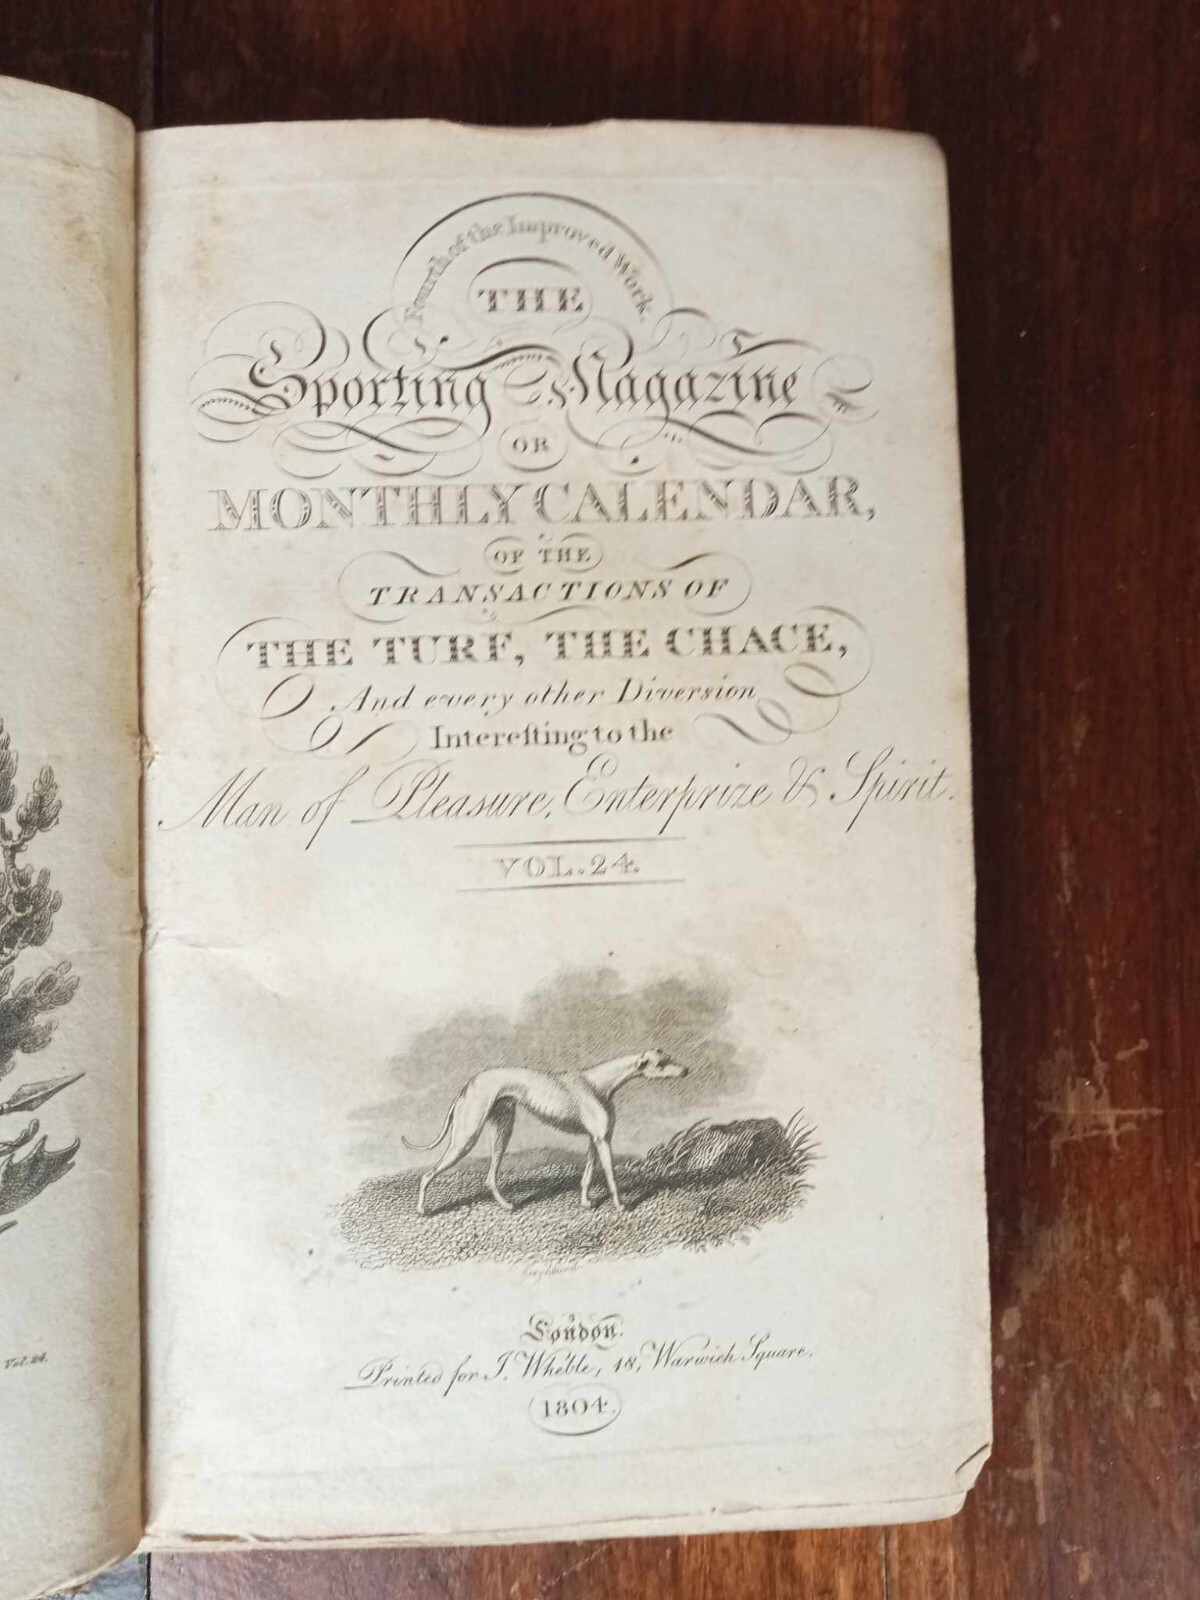 Fourth of the Improved Work.
THE
Sporting Magazine
OR
MONTHLY CALENDAR,
OF THE
TRANSACTIONS OF
THE TURF, THE CHACE,
And every other Diversion
Intereſting to the
Man of Pleasure, Enterprize & Spirit.
VOL. 24.
London.
Printed for J. Wheble, 18, Warwick Square.
1804.
Vol. 24.